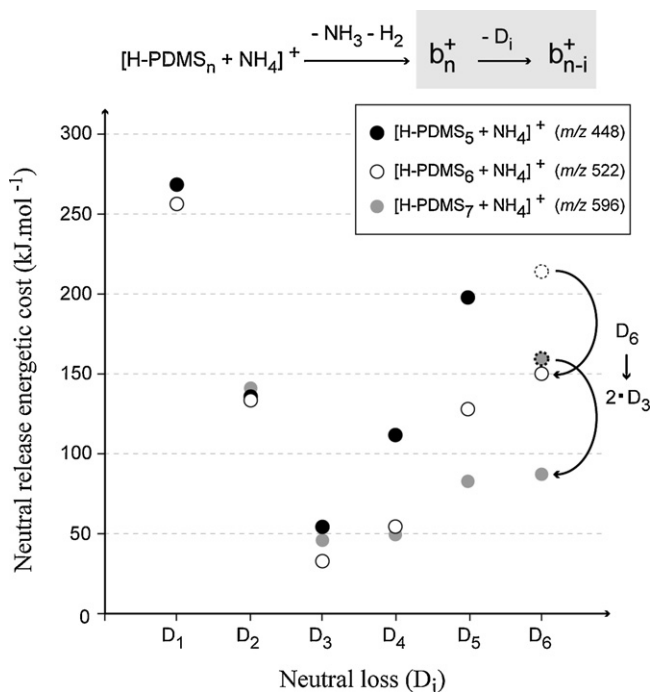 - NH3 - H2
- Di
[H-PDMSn + NH4]+ bn+ bn-i+
[H-PDMS5 + NH4]+ (m/z 448)
[H-PDMS6 + NH4]+ (m/z 522)
[H-PDMS7 + NH4]+ (m/z 596)
Neutral release energetic cost (kJ.mol-1)
300
250
200
150
100
50
0
D6
2·D3
D1 D2 D3 D4 D5 D6
Neutral loss (Di)